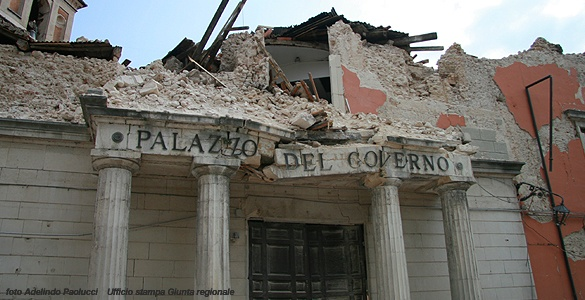 PALAZZO DEL GOVERNO
foto Adelindo Paolucci Ufficio stampa Giunta regionale